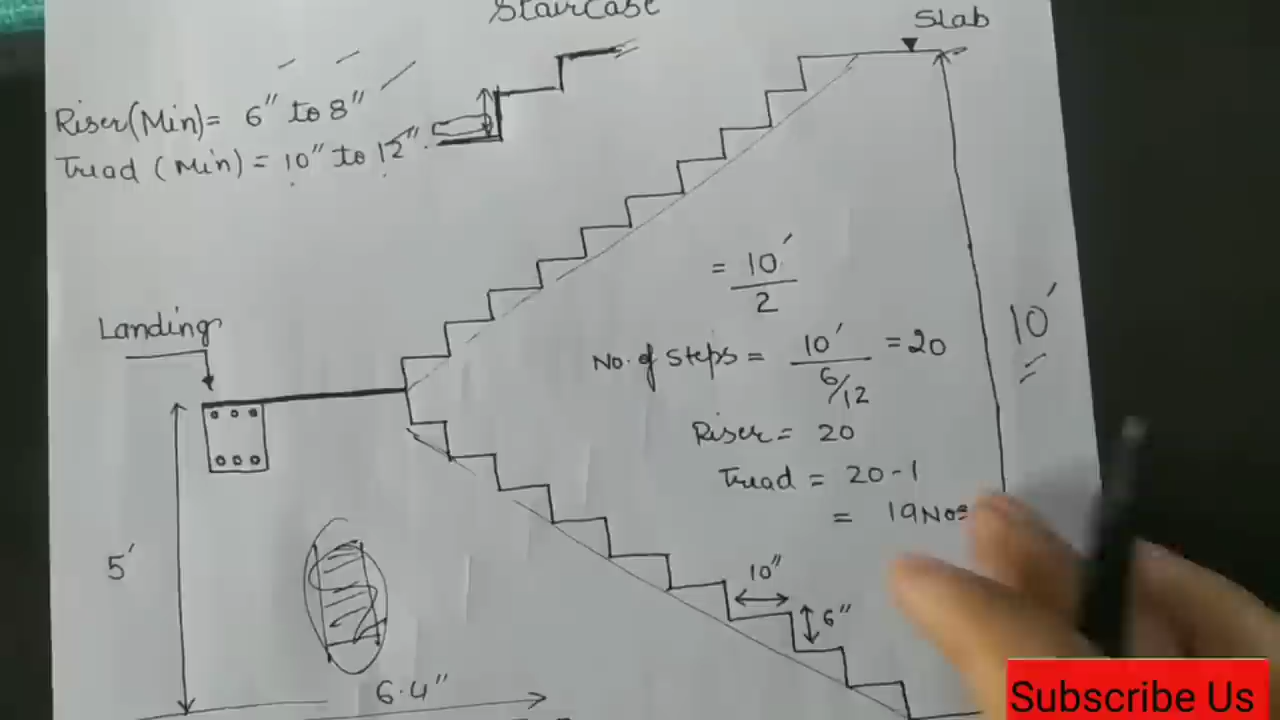 Staircase
Slab
Riser(Min)= 6" to 8"
Tread (Min) = 10" to 12".
= 10'
2
Landing
10'
No. of Steps = 10' = 20
6/12
Riser = 20
Tread = 20-1
= 19Nos
5'
10"
6"
6.4"
Subscribe Us